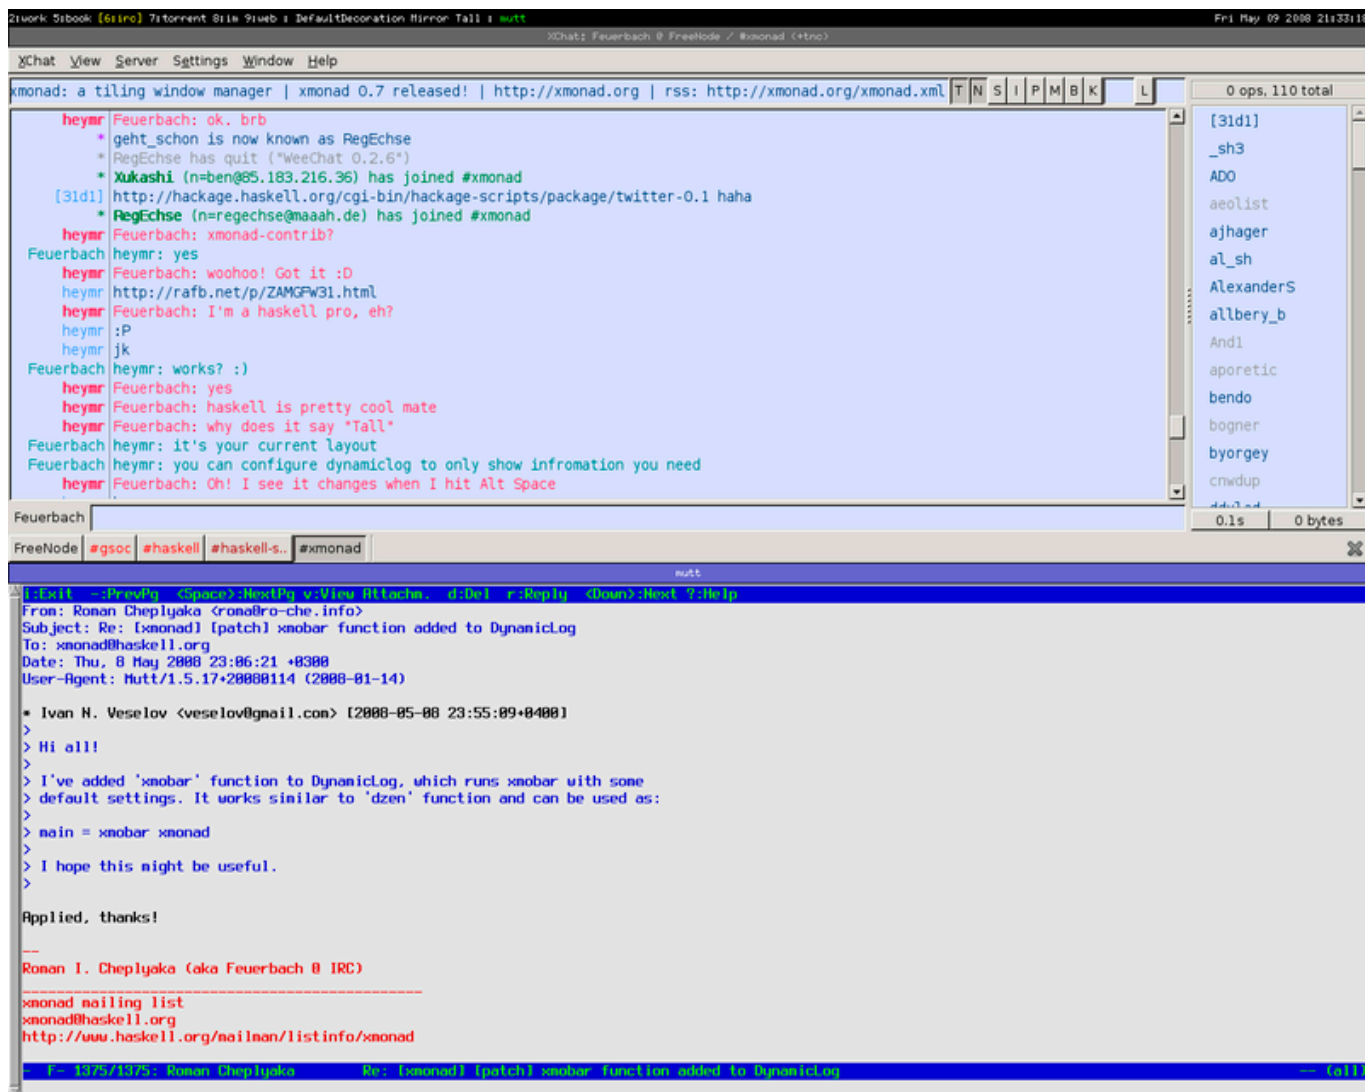 2:work 5:book [6:irc] 7:torrent 8:im 9:web : DefaultDecoration Mirror Tall : mutt
Fri May 09 2008 21:33:18
XChat: Feuerbach @ FreeNode / #xmonad (+tnc)
XChat View Server Settings Window Help
xmonad: a tiling window manager | xmonad 0.7 released! | http://xmonad.org | rss: http://xmonad.org/xmonad.xml T N S I P M B K L
0 ops, 110 total
heymr Feuerbach: ok. brb
* geht_schon is now known as RegEchse
* RegEchse has quit ("WeeChat 0.2.6")
* Xukashi (n=ben@85.183.216.36) has joined #xmonad
[31d1] http://hackage.haskell.org/cgi-bin/hackage-scripts/package/twitter-0.1 haha
* RegEchse (n=regechse@maaah.de) has joined #xmonad
heymr Feuerbach: xmonad-contrib?
Feuerbach heymr: yes
heymr Feuerbach: woohoo! Got it :D
heymr http://rafb.net/p/ZAMGFW31.html
heymr Feuerbach: I'm a haskell pro, eh?
heymr :P
heymr jk
Feuerbach heymr: works? :)
heymr Feuerbach: yes
heymr Feuerbach: haskell is pretty cool mate
heymr Feuerbach: why does it say "Tall"
Feuerbach heymr: it's your current layout
Feuerbach heymr: you can configure dynamiclog to only show infromation you need
heymr Feuerbach: Oh! I see it changes when I hit Alt Space
[31d1]
_sh3
ADO
aeolist
ajhager
al_sh
AlexanderS
allbery_b
And1
aporetic
bendo
bogner
byorgey
cnwdup
Feuerbach
0.1s 0 bytes
FreeNode #gsoc #haskell #haskell-s.. #xmonad
mutt
i:Exit -:PrevPg <Space>:NextPg v:View Attachm. d:Del r:Reply <Down>:Next ?:Help
From: Roman Cheplyaka <roma@ro-che.info>
Subject: Re: [xmonad] [patch] xmobar function added to DynamicLog
To: xmonad@haskell.org
Date: Thu, 8 May 2008 23:06:21 +0300
User-Agent: Mutt/1.5.17+20080114 (2008-01-14)
* Ivan N. Veselov <veselov@gmail.com> [2008-05-08 23:55:09+0400]
>
> Hi all!
>
> I've added 'xmobar' function to DynamicLog, which runs xmobar with some
> default settings. It works similar to 'dzen' function and can be used as:
>
> main = xmobar xmonad
>
> I hope this might be useful.
>
Applied, thanks!
--
Roman I. Cheplyaka (aka Feuerbach @ IRC)
_______________________________________________
xmonad mailing list
xmonad@haskell.org
http://www.haskell.org/mailman/listinfo/xmonad
- F- 1375/1375: Roman Cheplyaka Re: [xmonad] [patch] xmobar function added to DynamicLog -- (all)